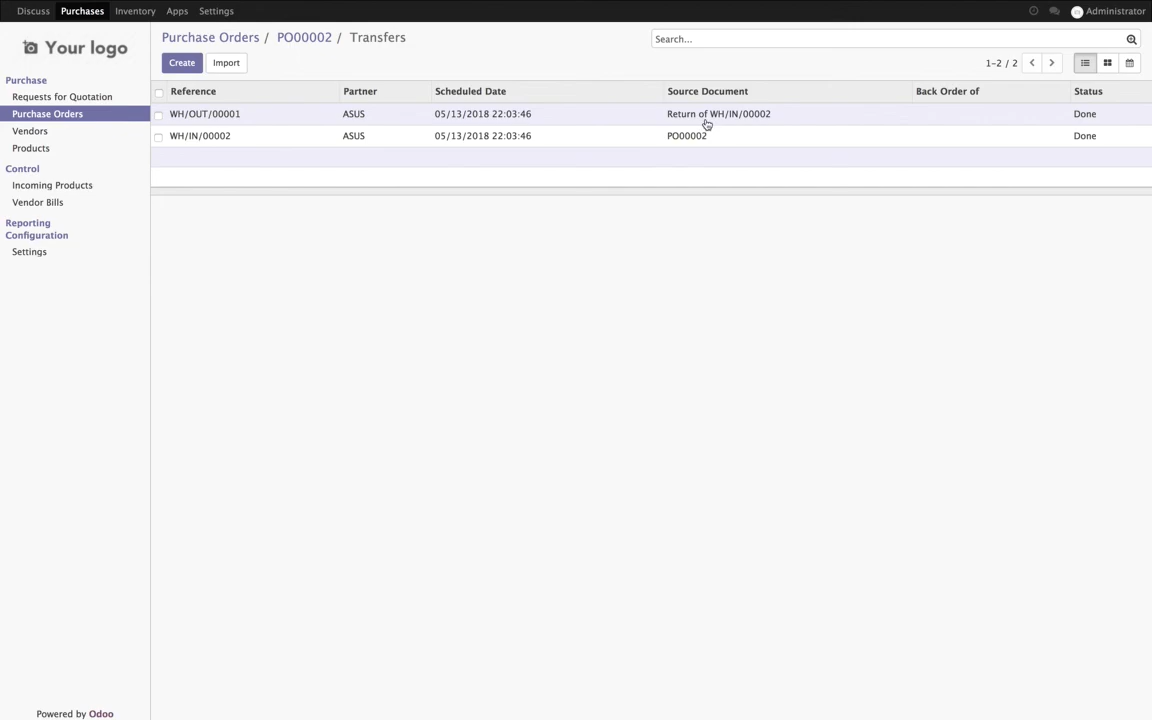 Discuss Purchases Inventory Apps Settings Administrator
Your logo
Purchase Orders / PO00002 / Transfers
Search...
Create Import
1-2 / 2
Purchase
Requests for Quotation
Purchase Orders
Vendors
Products
Control
Incoming Products
Vendor Bills
Reporting
Configuration
Settings
Reference Partner Scheduled Date Source Document Back Order of Status
WH/OUT/00001 ASUS 05/13/2018 22:03:46 Return of WH/IN/00002 Done
WH/IN/00002 ASUS 05/13/2018 22:03:46 PO00002 Done
Powered by Odoo